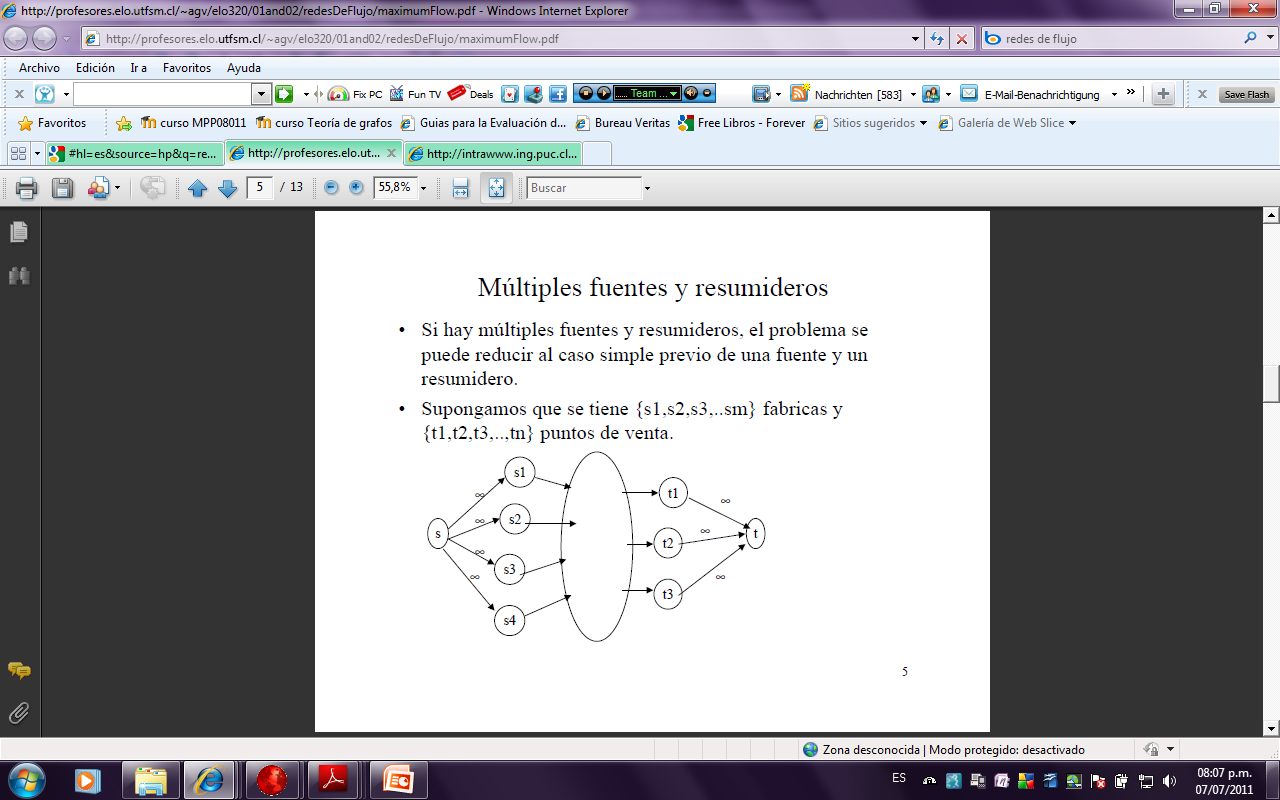 http://profesores.elo.utfsm.cl/~agv/elo320/01and02/redesDeFlujo/maximumFlow.pdf - Windows Internet Explorer
http://profesores.elo.utfsm.cl/~agv/elo320/01and02/redesDeFlujo/maximumFlow.pdf redes de flujo
Archivo Edición Ir a Favoritos Ayuda
Fix PC Fun TV Deals ..... Team ... Nachrichten [583] E-Mail-Benachrichtigung » Save Flash
Favoritos curso MPP08011 curso Teoría de grafos Guias para la Evaluación d... Bureau Veritas Free Libros - Forever Sitios sugeridos Galería de Web Slice
#hl=es&source=hp&q=re... http://profesores.elo.ut... http://intrawww.ing.puc.cl...
5 / 13 55,8% Buscar
Múltiples fuentes y resumideros
• Si hay múltiples fuentes y resumideros, el problema se
puede reducir al caso simple previo de una fuente y un
resumidero.
• Supongamos que se tiene {s1,s2,s3,..sm} fabricas y
{t1,t2,t3,..,tn} puntos de venta.
s1
∞ t1 ∞
∞ s2
s ∞ t
∞ t2
s3
∞ ∞
t3
s4
5
Zona desconocida | Modo protegido: desactivado
ES 08:07 p.m.
07/07/2011